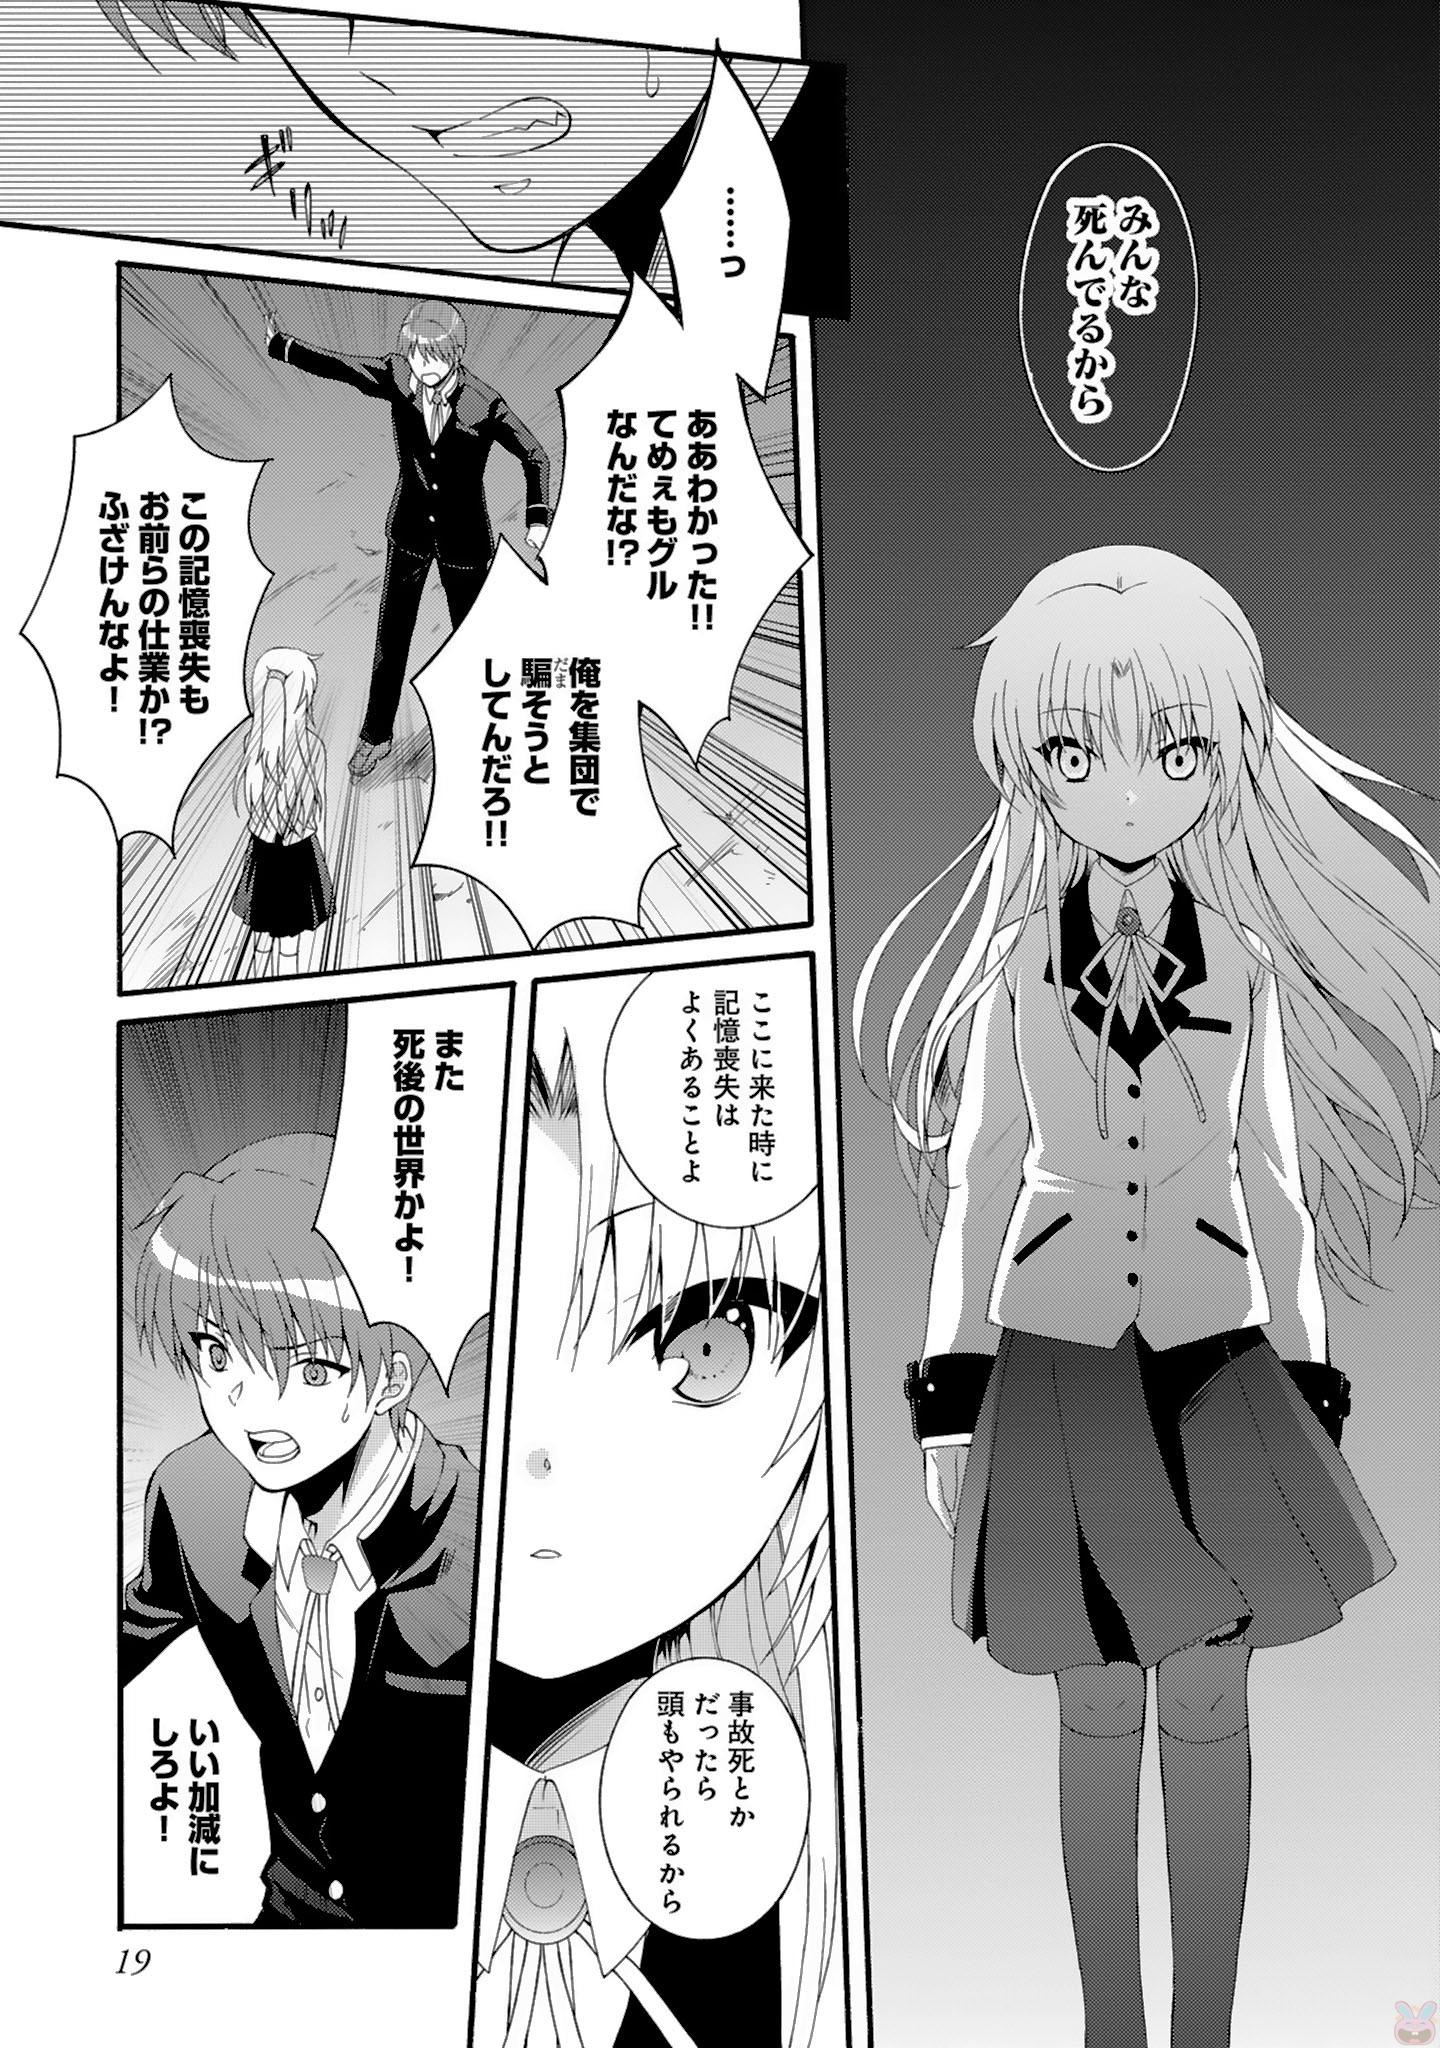 みんな
死んでるから
……っ
ギリッ
ああわかった!!
てめぇもグル
なんだな!?
俺を集団で
騙そうと
だま
してんだろ!!
この記憶喪失も
お前らの仕業か!?
ふざけんなよ!
ここに来た時に
記憶喪失は
よくあることよ
事故死とか
だったら
頭もやられるから
また
死後の世界かよ!
いい加減に
しろよ!
19